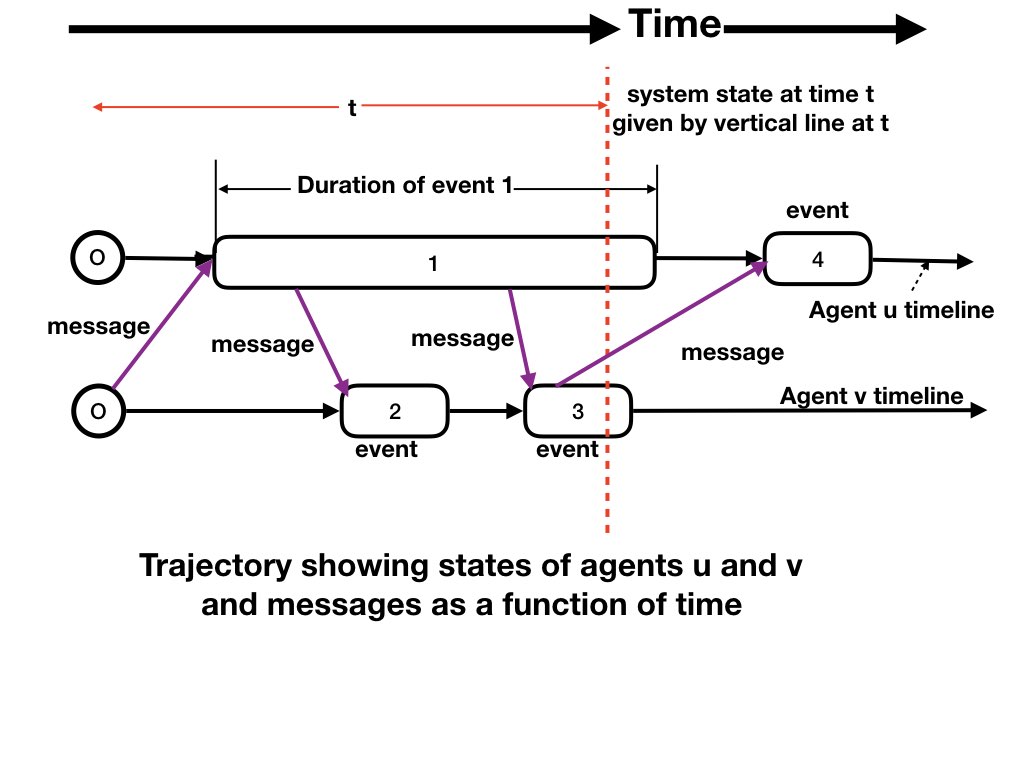 Time
t
system state at time t
given by vertical line at t
Duration of event 1
event
O
1
4
Agent u timeline
message
message
message
message
Agent v timeline
O
2
3
event
event
Trajectory showing states of agents u and v
and messages as a function of time